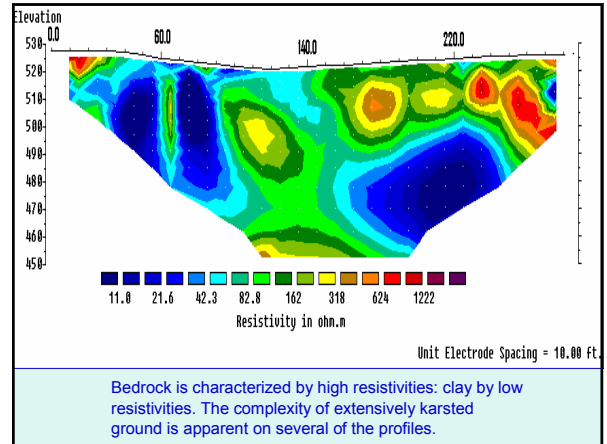 Elevation
0.0 60.0 140.0 220.0
530
520
510
500
490
480
470
460
450
11.0 21.6 42.3 82.8 162 318 624 1222
Resistivity in ohm.m
Unit Electrode Spacing = 10.00 ft.
Bedrock is characterized by high resistivities: clay by low
resistivities. The complexity of extensively karsted
ground is apparent on several of the profiles.